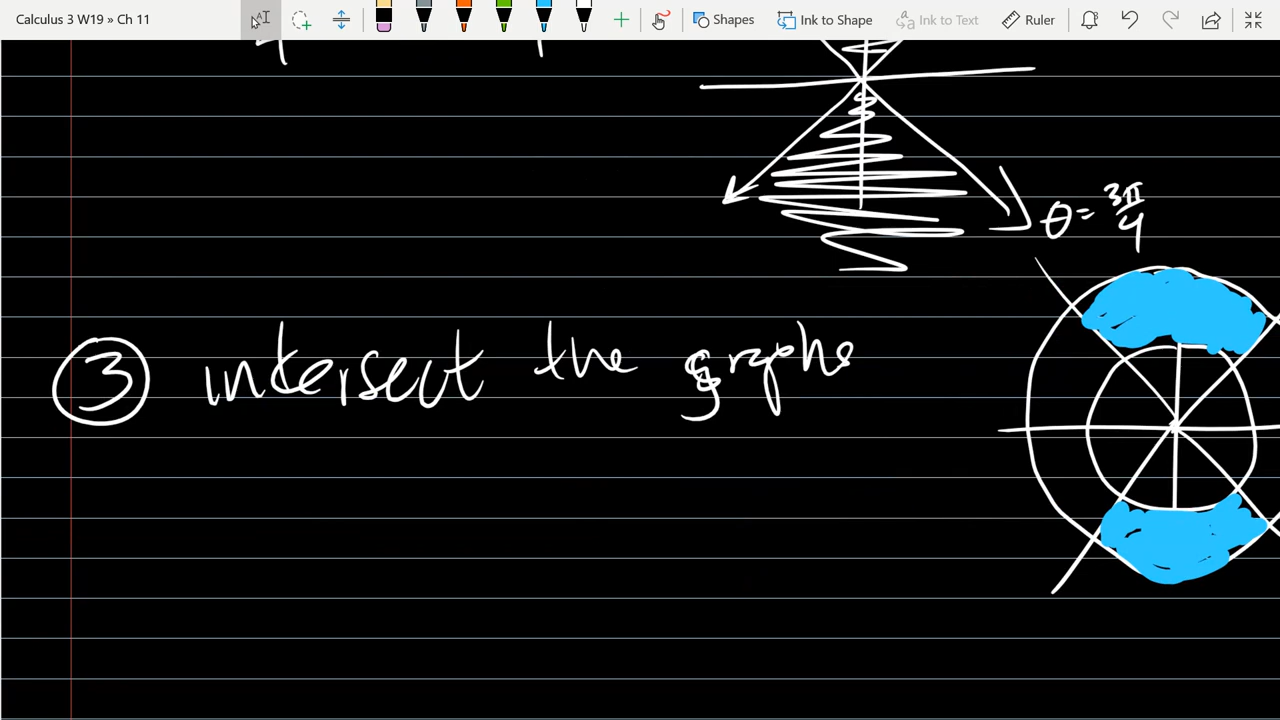 Calculus 3 W19 » Ch 11
Shapes
Ink to Shape
Ink to Text
Ruler
θ = 3π/4
③ intersect the graphs